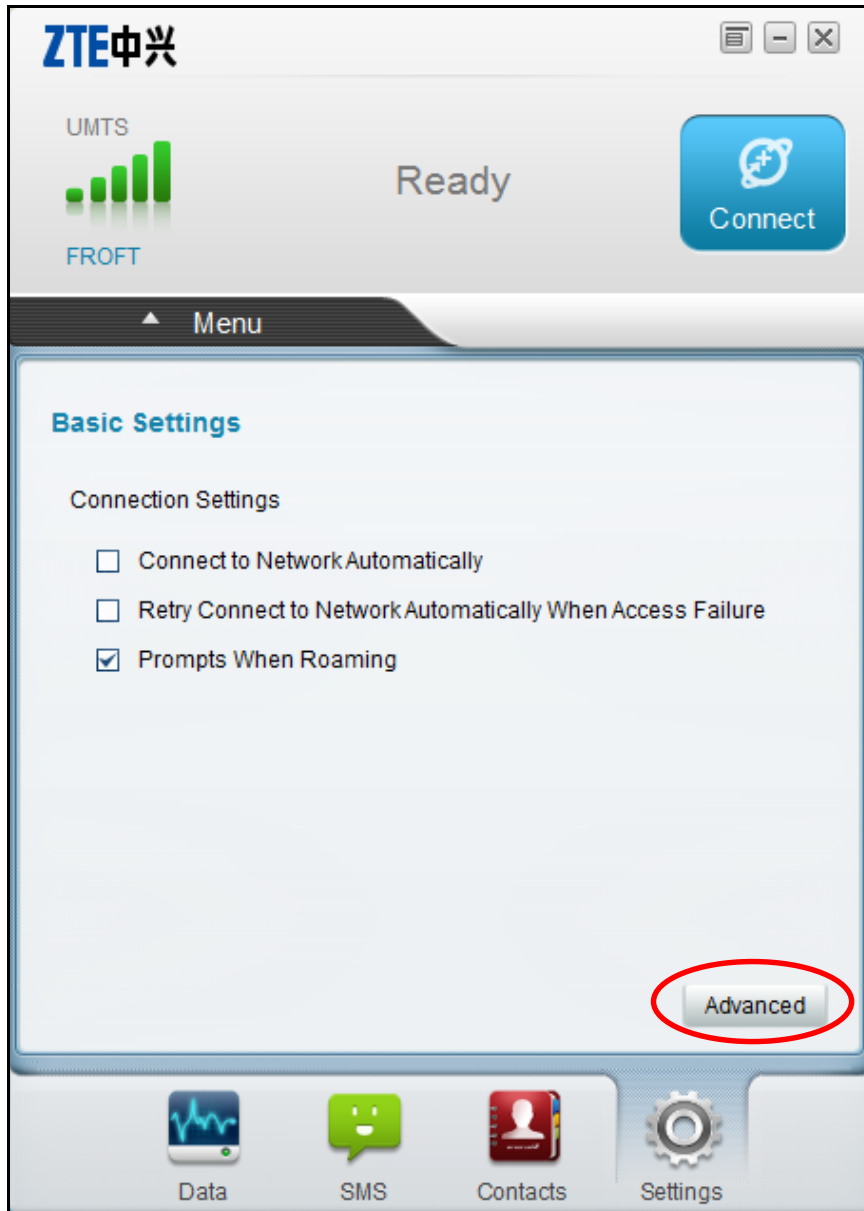 ZTE中兴
UMTS
Ready
Connect
FROFT
Menu
Basic Settings
Connection Settings
Connect to Network Automatically
Retry Connect to Network Automatically When Access Failure
Prompts When Roaming
Advanced
Data
SMS
Contacts
Settings